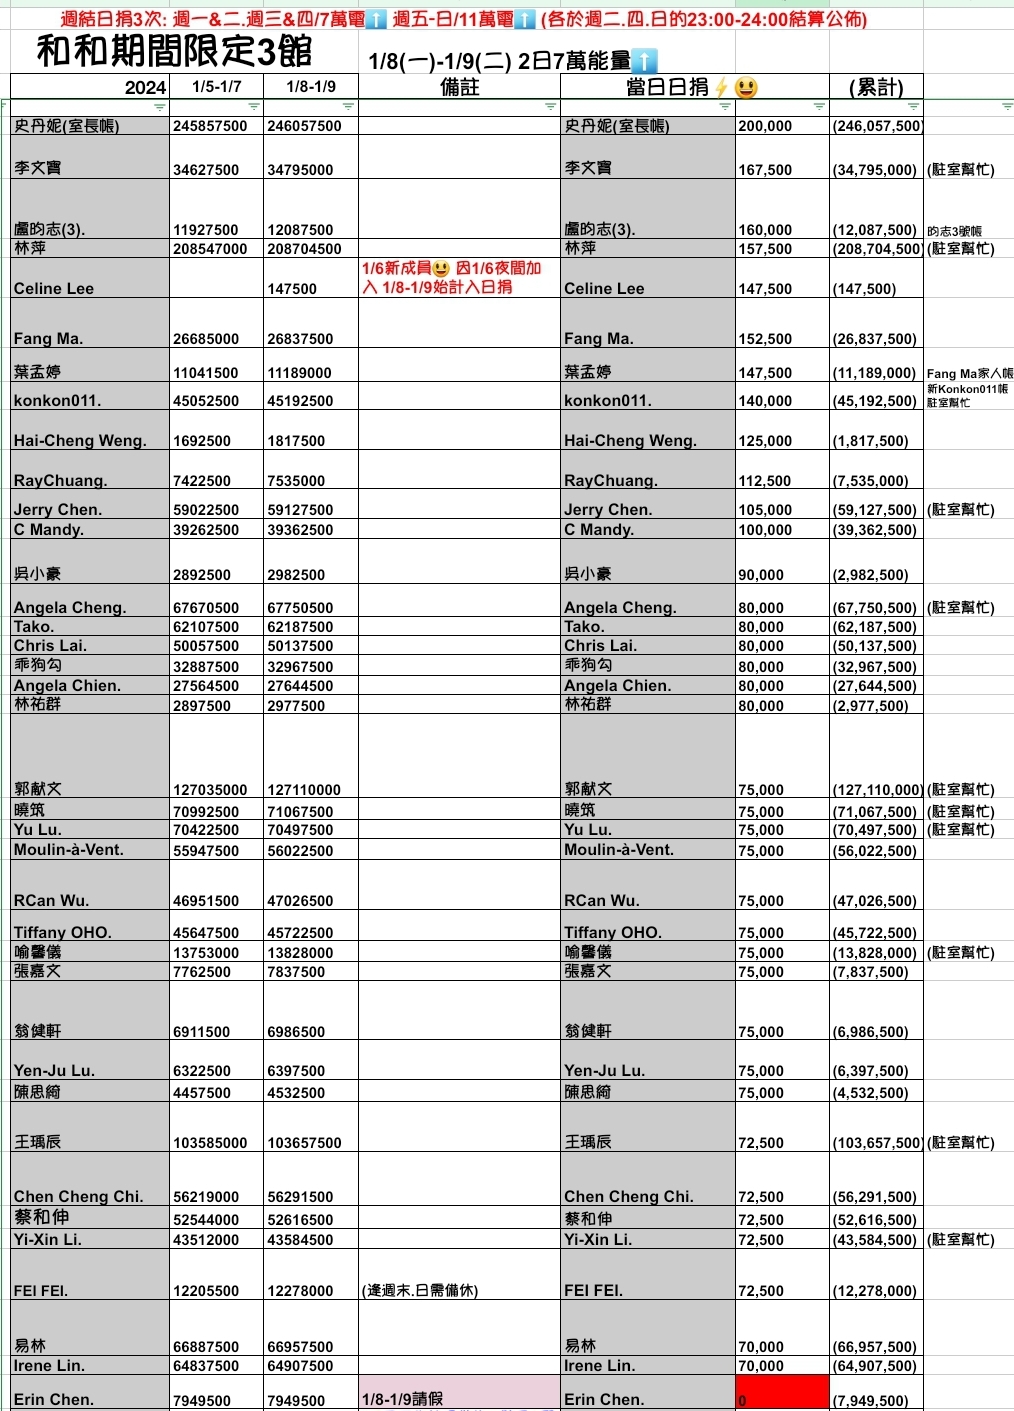 週結日捐3次: 週一&二.週三&四/7萬電⬆️ 週五-日/11萬電⬆️ (各於週二.四.日的23:00-24:00結算公佈)
和和期間限定3館 1/8(一)-1/9(二) 2日7萬能量⬆️
2024 1/5-1/7 1/8-1/9 備註 當日日捐⚡😃 (累計)
史丹妮(室長帳) 245857500 246057500 史丹妮(室長帳) 200,000 (246,057,500)
李文寶 34627500 34795000 李文寶 167,500 (34,795,000) (駐室幫忙)
盧昀志(3). 11927500 12087500 盧昀志(3). 160,000 (12,087,500) 昀志3號帳
林萍 208547000 208704500 林萍 157,500 (208,704,500) (駐室幫忙)
Celine Lee 147500 1/6新成員😃 因1/6夜間加入 1/8-1/9始計入日捐 Celine Lee 147,500 (147,500)
Fang Ma. 26685000 26837500 Fang Ma. 152,500 (26,837,500)
葉孟婷 11041500 11189000 葉孟婷 147,500 (11,189,000) Fang Ma家人帳
konkon011. 45052500 45192500 konkon011. 140,000 (45,192,500) 新Konkon011帳 駐室幫忙
Hai-Cheng Weng. 1692500 1817500 Hai-Cheng Weng. 125,000 (1,817,500)
RayChuang. 7422500 7535000 RayChuang. 112,500 (7,535,000)
Jerry Chen. 59022500 59127500 Jerry Chen. 105,000 (59,127,500) (駐室幫忙)
C Mandy. 39262500 39362500 C Mandy. 100,000 (39,362,500)
吳小豪 2892500 2982500 吳小豪 90,000 (2,982,500)
Angela Cheng. 67670500 67750500 Angela Cheng. 80,000 (67,750,500) (駐室幫忙)
Tako. 62107500 62187500 Tako. 80,000 (62,187,500)
Chris Lai. 50057500 50137500 Chris Lai. 80,000 (50,137,500)
乖狗勾 32887500 32967500 乖狗勾 80,000 (32,967,500)
Angela Chien. 27564500 27644500 Angela Chien. 80,000 (27,644,500)
林祐群 2897500 2977500 林祐群 80,000 (2,977,500)
郭献文 127035000 127110000 郭献文 75,000 (127,110,000) (駐室幫忙)
曉筑 70992500 71067500 曉筑 75,000 (71,067,500) (駐室幫忙)
Yu Lu. 70422500 70497500 Yu Lu. 75,000 (70,497,500) (駐室幫忙)
Moulin-à-Vent. 55947500 56022500 Moulin-à-Vent. 75,000 (56,022,500)
RCan Wu. 46951500 47026500 RCan Wu. 75,000 (47,026,500)
Tiffany OHO. 45647500 45722500 Tiffany OHO. 75,000 (45,722,500)
喻馨儀 13753000 13828000 喻馨儀 75,000 (13,828,000) (駐室幫忙)
張嘉文 7762500 7837500 張嘉文 75,000 (7,837,500)
翁健軒 6911500 6986500 翁健軒 75,000 (6,986,500)
Yen-Ju Lu. 6322500 6397500 Yen-Ju Lu. 75,000 (6,397,500)
陳思綺 4457500 4532500 陳思綺 75,000 (4,532,500)
王瑀辰 103585000 103657500 王瑀辰 72,500 (103,657,500) (駐室幫忙)
Chen Cheng Chi. 56219000 56291500 Chen Cheng Chi. 72,500 (56,291,500)
蔡和伸 52544000 52616500 蔡和伸 72,500 (52,616,500)
Yi-Xin Li. 43512000 43584500 Yi-Xin Li. 72,500 (43,584,500) (駐室幫忙)
FEI FEI. 12205500 12278000 (逢週末.日需備休) FEI FEI. 72,500 (12,278,000)
易林 66887500 66957500 易林 70,000 (66,957,500)
Irene Lin. 64837500 64907500 Irene Lin. 70,000 (64,907,500)
Erin Chen. 7949500 7949500 1/8-1/9請假 Erin Chen. 0 (7,949,500)